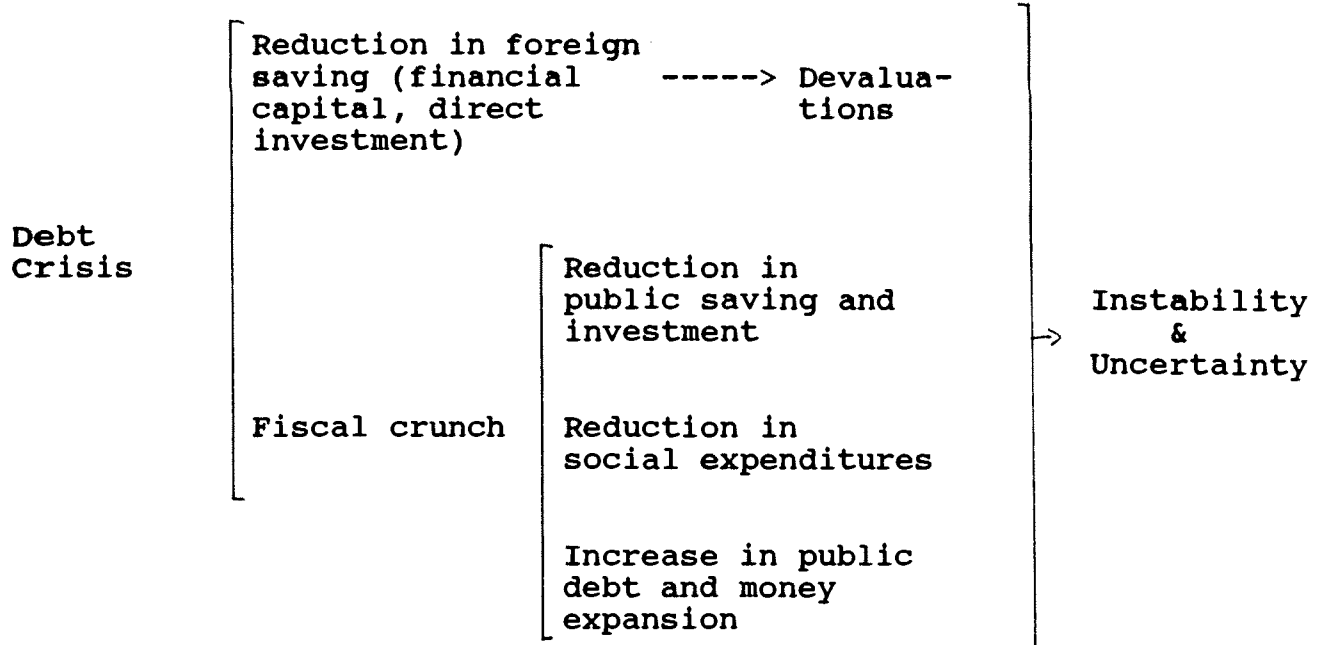 Reduction in foreign
saving (financial -----> Devalua-
capital, direct tions
investment)
Debt
Crisis
Reduction in
public saving and
investment
Instability
&
Uncertainty
Fiscal crunch
Reduction in
social expenditures
Increase in public
debt and money
expansion